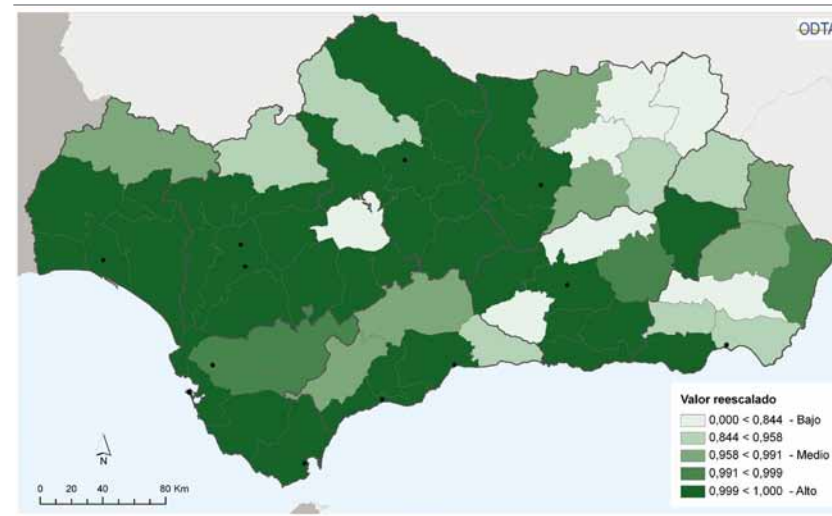 ODTA
Valor reescalado
0,000 < 0,844 - Bajo
0,844 < 0,958
0,958 < 0,991 - Medio
0,991 < 0,999
0,999 < 1,000 - Alto
N
0 20 40 80 Km